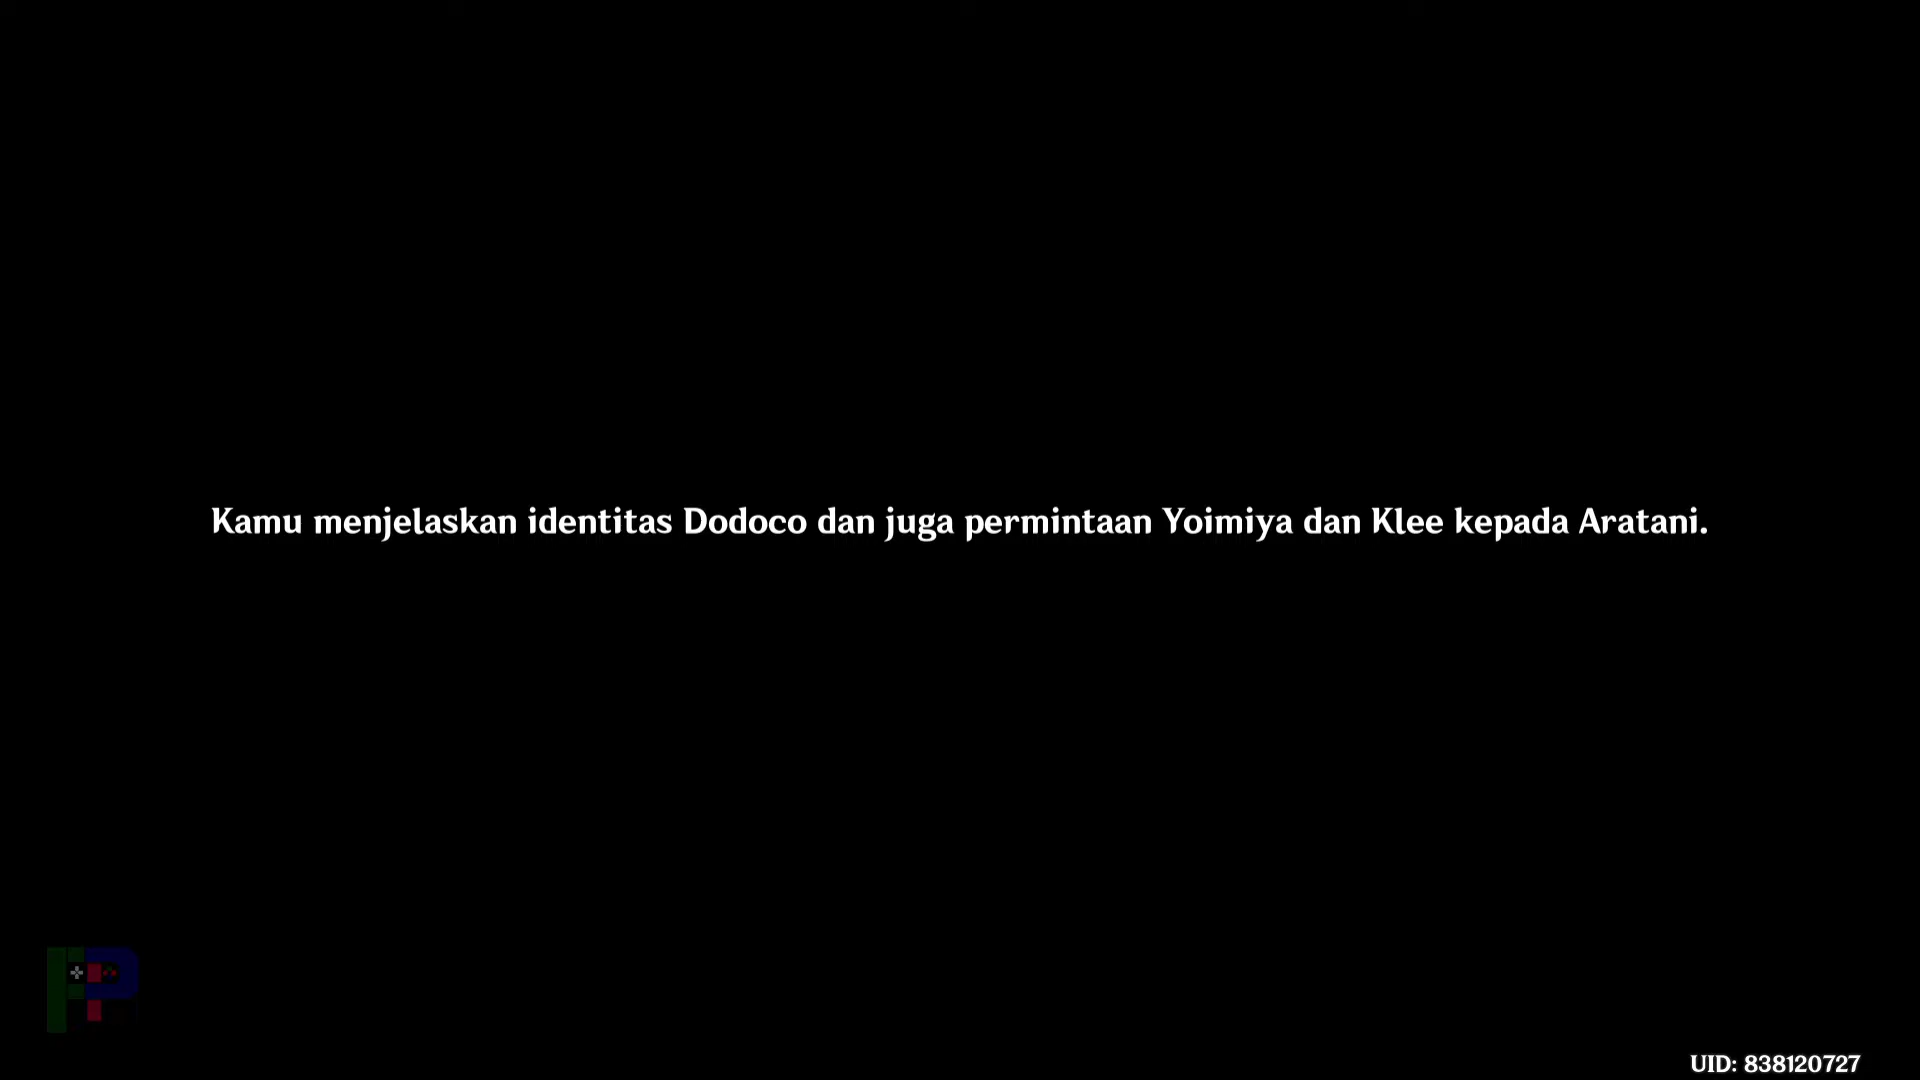 Kamu menjelaskan identitas Dodoco dan juga permintaan Yoimiya dan Klee kepada Aratani.
UID: 838120727